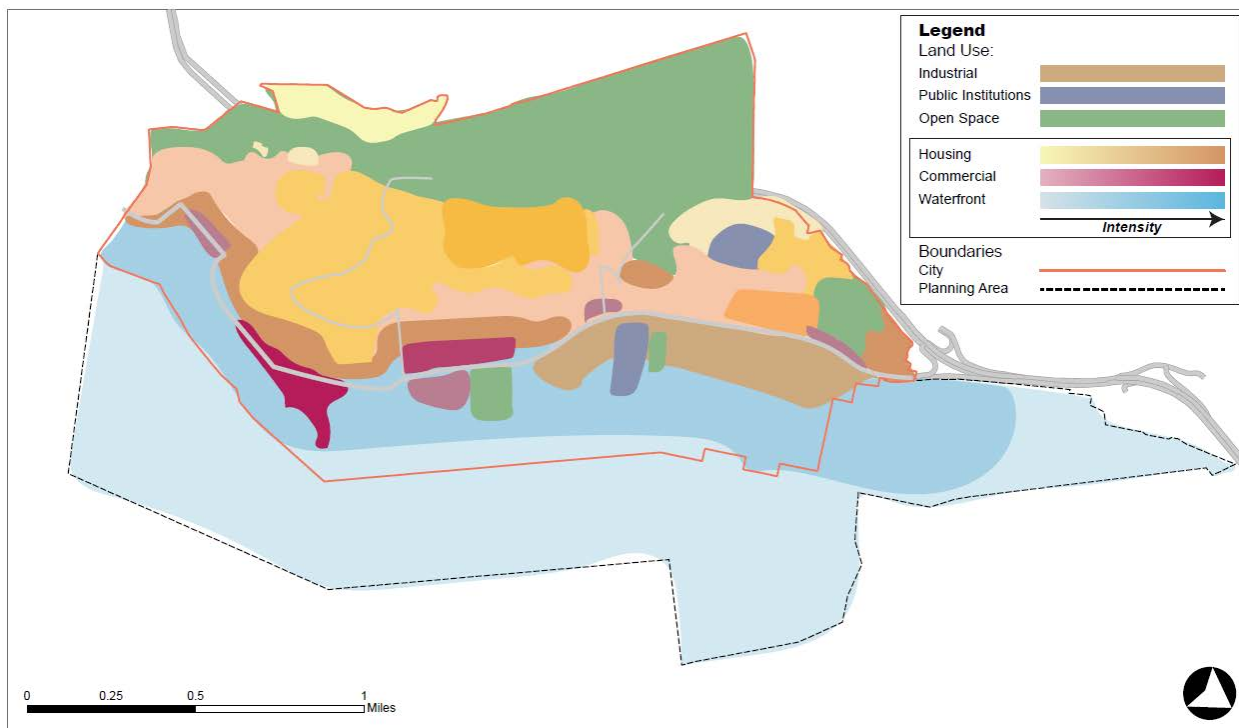 Legend
Land Use:
Industrial
Public Institutions
Open Space
Housing
Commercial
Waterfront
Intensity
Boundaries
City
Planning Area
0 0.25 0.5 1
Miles